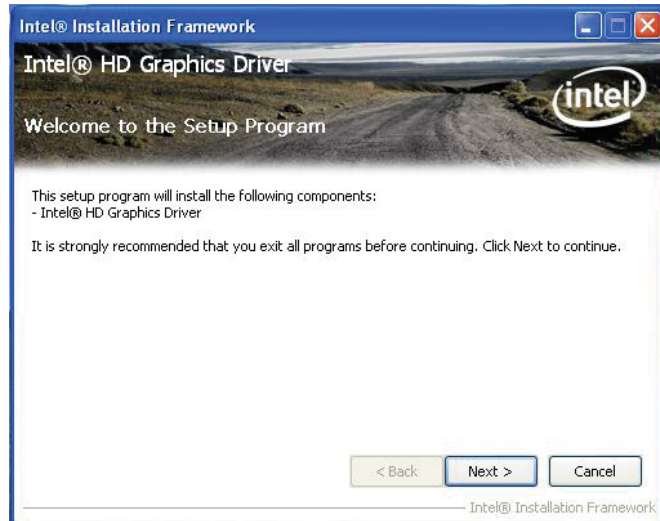 Intel® Installation Framework
Intel® HD Graphics Driver
intel
Welcome to the Setup Program
This setup program will install the following components:
- Intel® HD Graphics Driver
It is strongly recommended that you exit all programs before continuing. Click Next to continue.
< Back Next > Cancel
Intel® Installation Framework